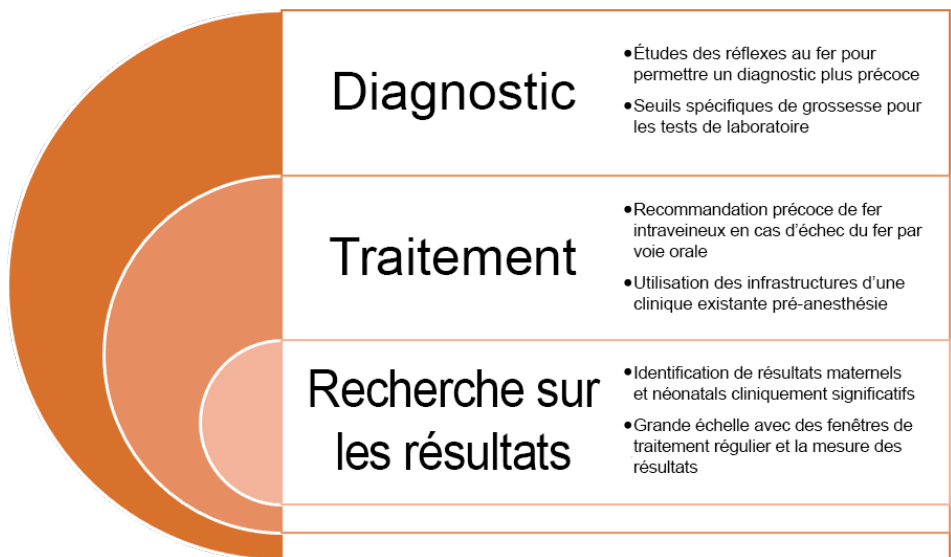 Diagnostic
•Études des réflexes au fer pour
permettre un diagnostic plus précoce
•Seuils spécifiques de grossesse pour
les tests de laboratoire
Traitement
•Recommandation précoce de fer
intraveineux en cas d'échec du fer par
voie orale
•Utilisation des infrastructures d'une
clinique existante pré-anesthésie
Recherche sur
les résultats
•Identification de résultats maternels
et néonatals cliniquement significatifs
•Grande échelle avec des fenêtres de
traitement régulier et la mesure des
résultats